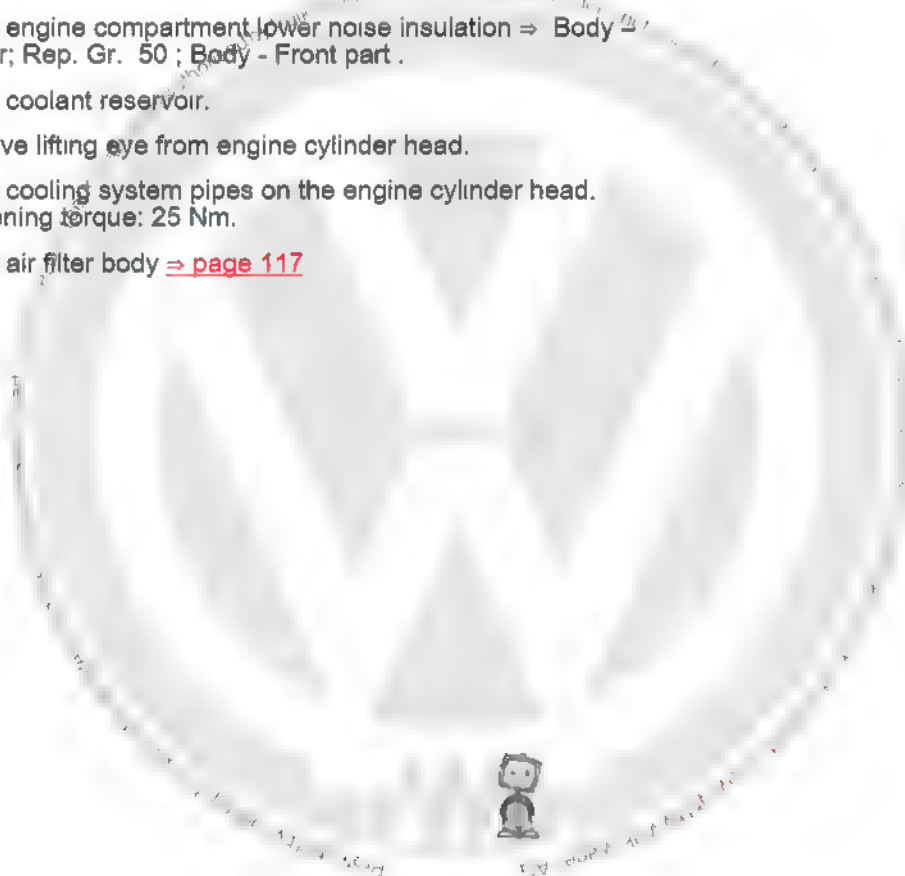 engine compartment lower noise insulation ⇒ Body -
r; Rep. Gr. 50 ; Body - Front part .
coolant reservoir.
ve lifting eye from engine cylinder head.
cooling system pipes on the engine cylinder head.
ening torque: 25 Nm.
air filter body ⇒ page 117